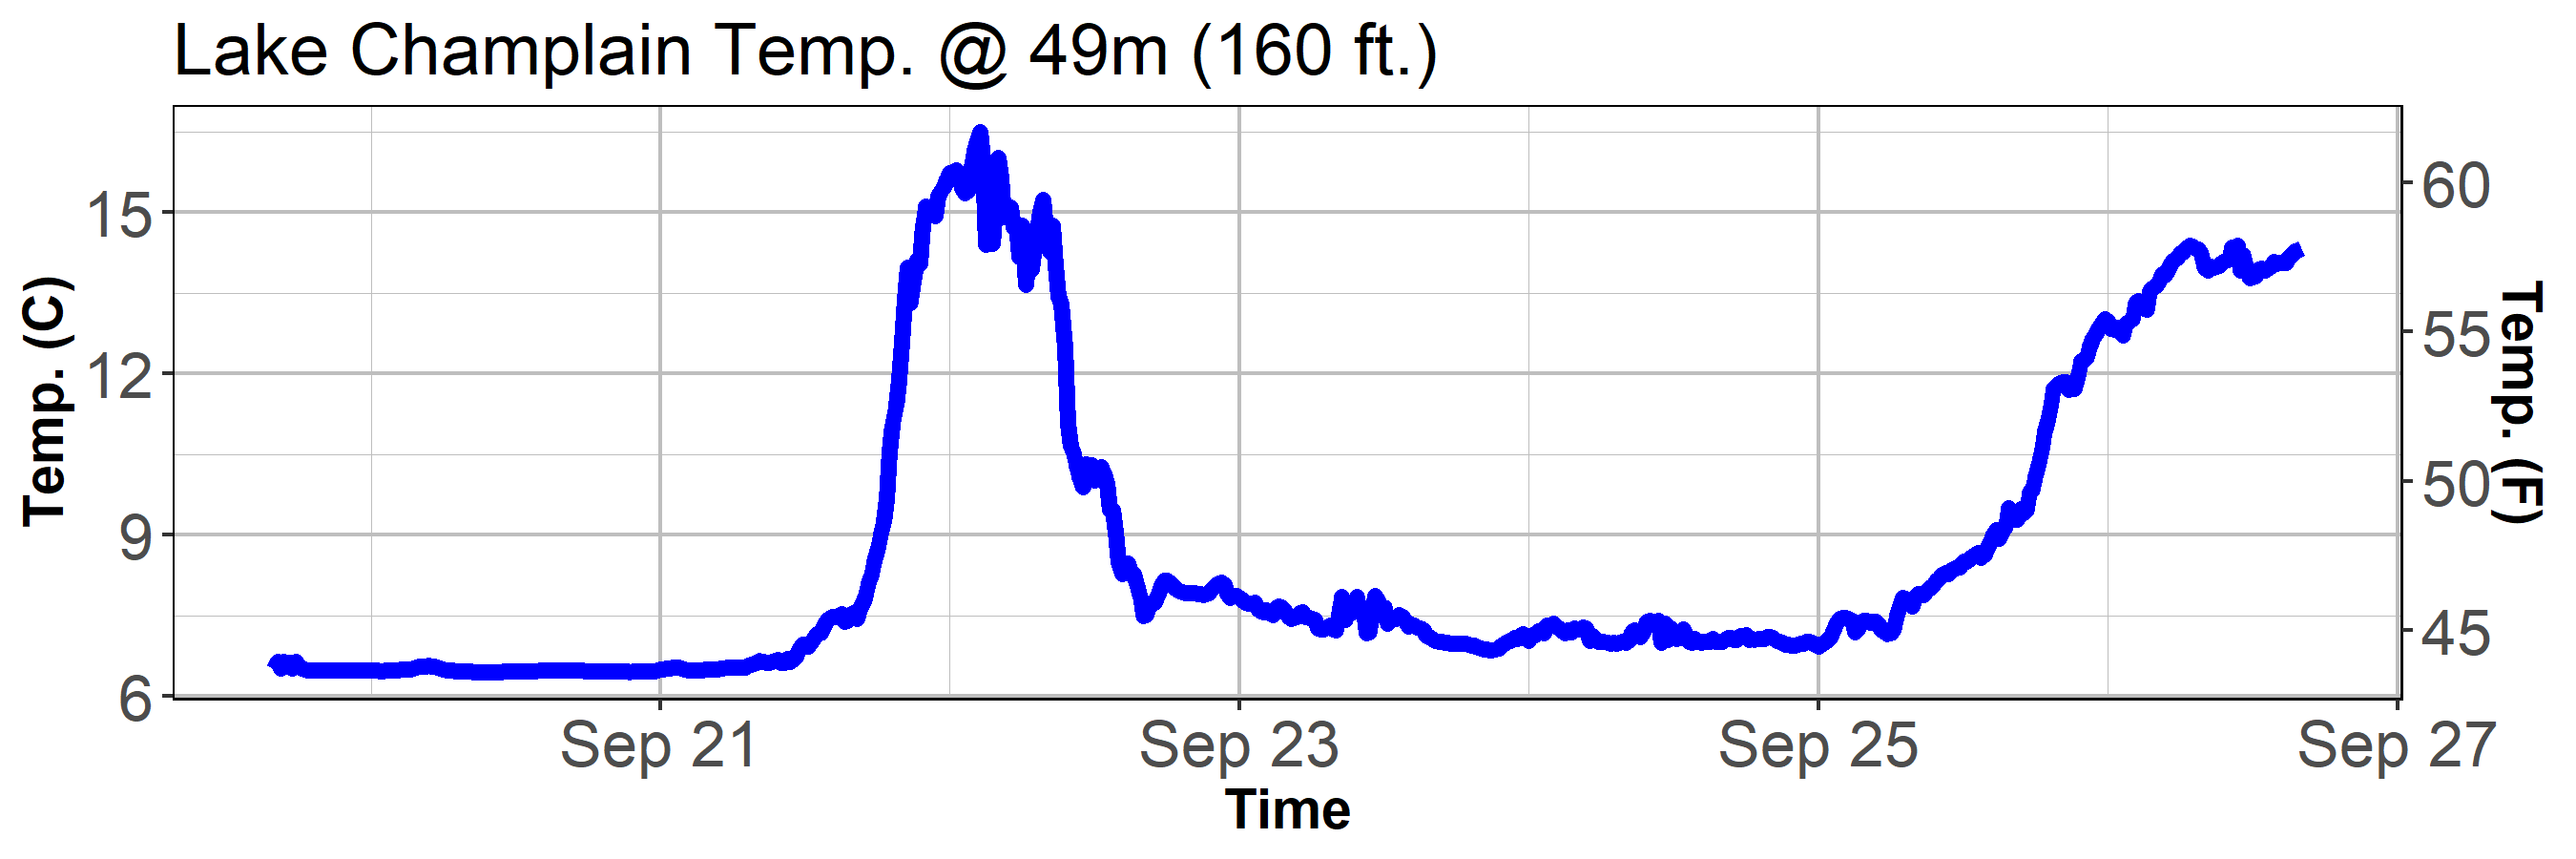 Lake Champlain Temp. @ 49m (160 ft.)
Temp. (C)
15
12
9
6
60
55
50
45
Temp. (F)
Sep 21
Sep 23
Sep 25
Sep 27
Time